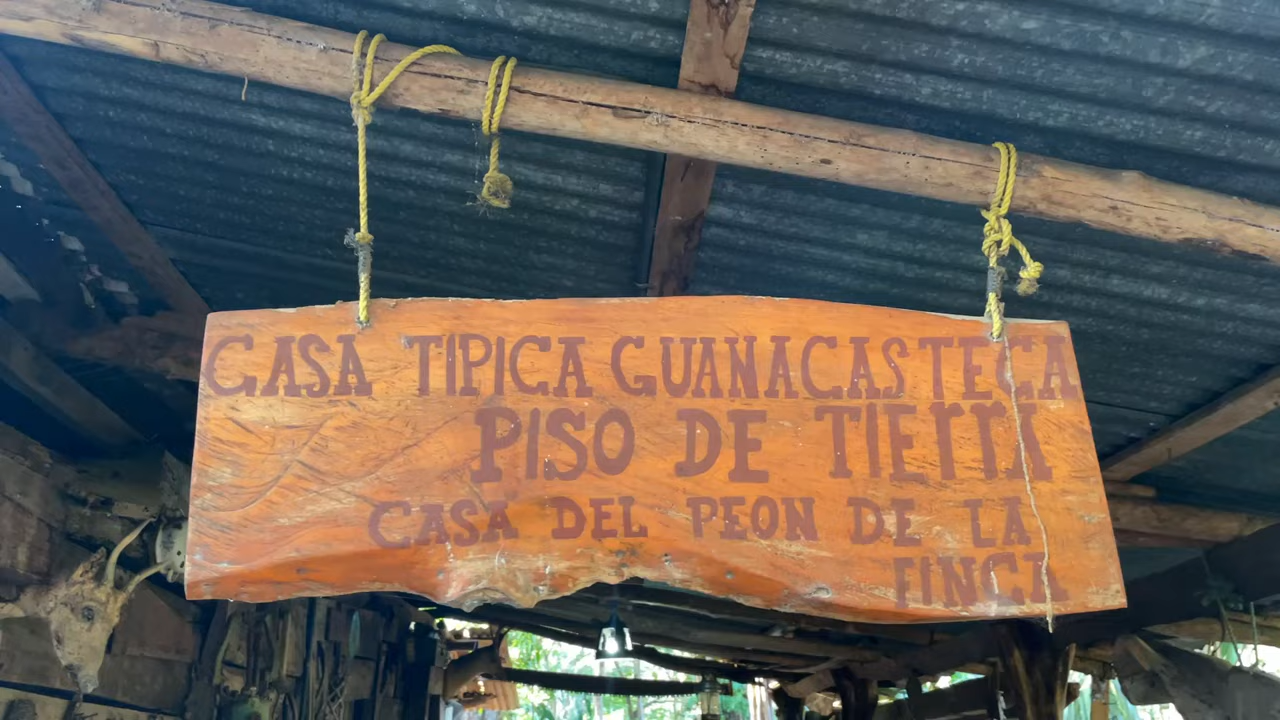 CASA TIPICA GUANACASTECA
PISO DE TIERRA
CASA DEL PEON DE LA
FINCA